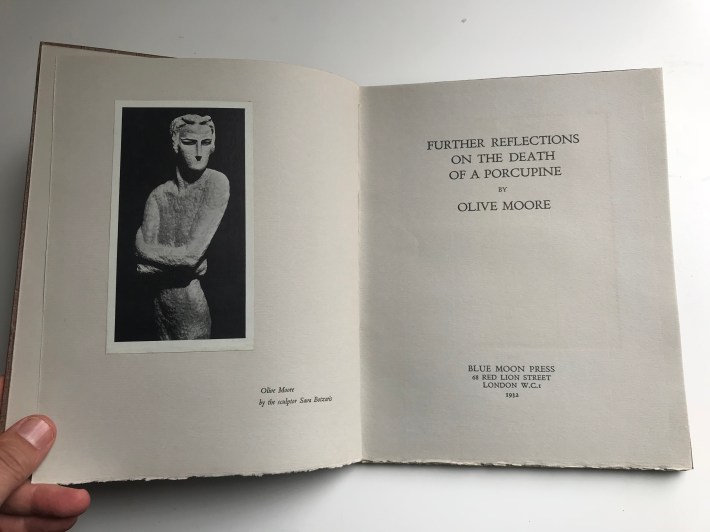 Olive Moore
by the sculptor Sava Botzaris
FURTHER REFLECTIONS
ON THE DEATH
OF A PORCUPINE
BY
OLIVE MOORE
BLUE MOON PRESS
68 RED LION STREET
LONDON W.C.1
1932